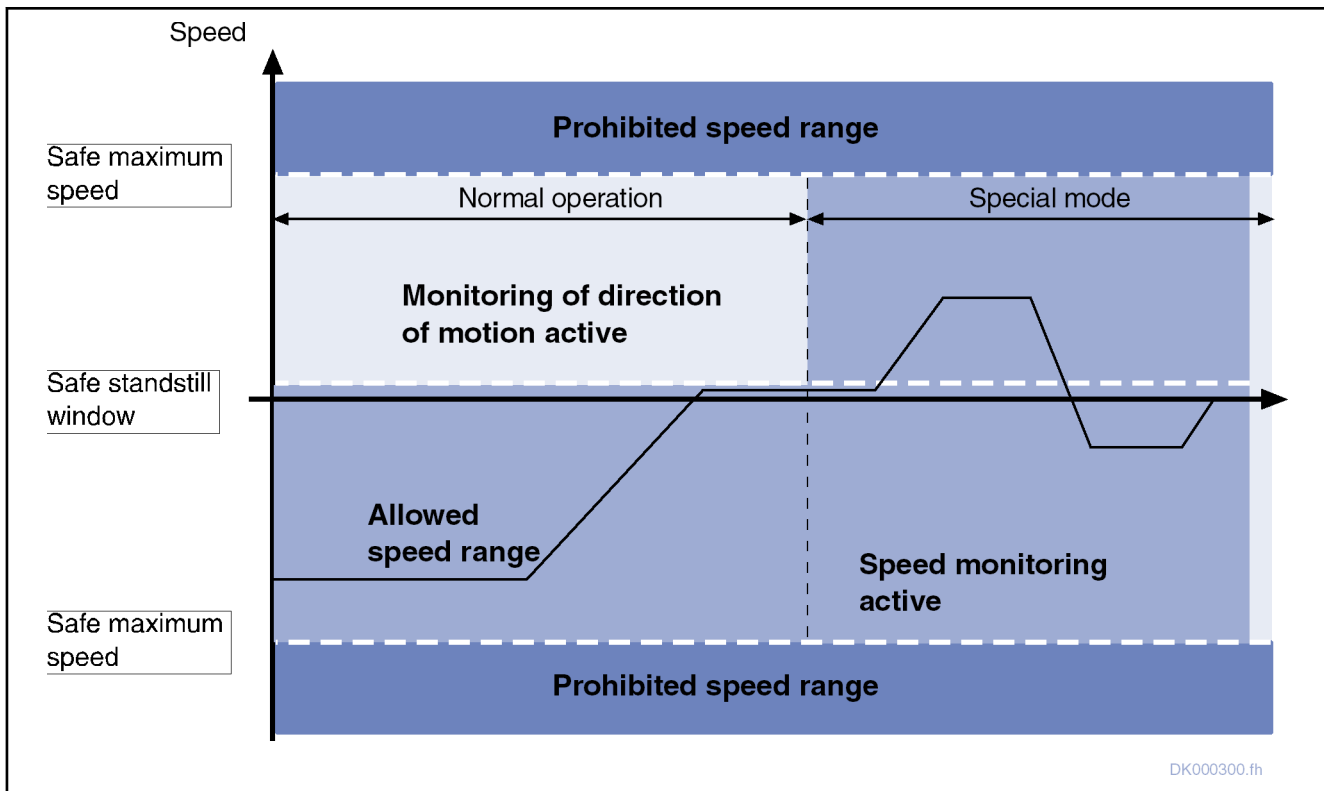 Speed
Prohibited speed range
Safe maximum
speed
Normal operation
Special mode
Monitoring of direction
of motion active
Safe standstill
window
Allowed
speed range
Speed monitoring
active
Safe maximum
speed
Prohibited speed range
DK000300.fh